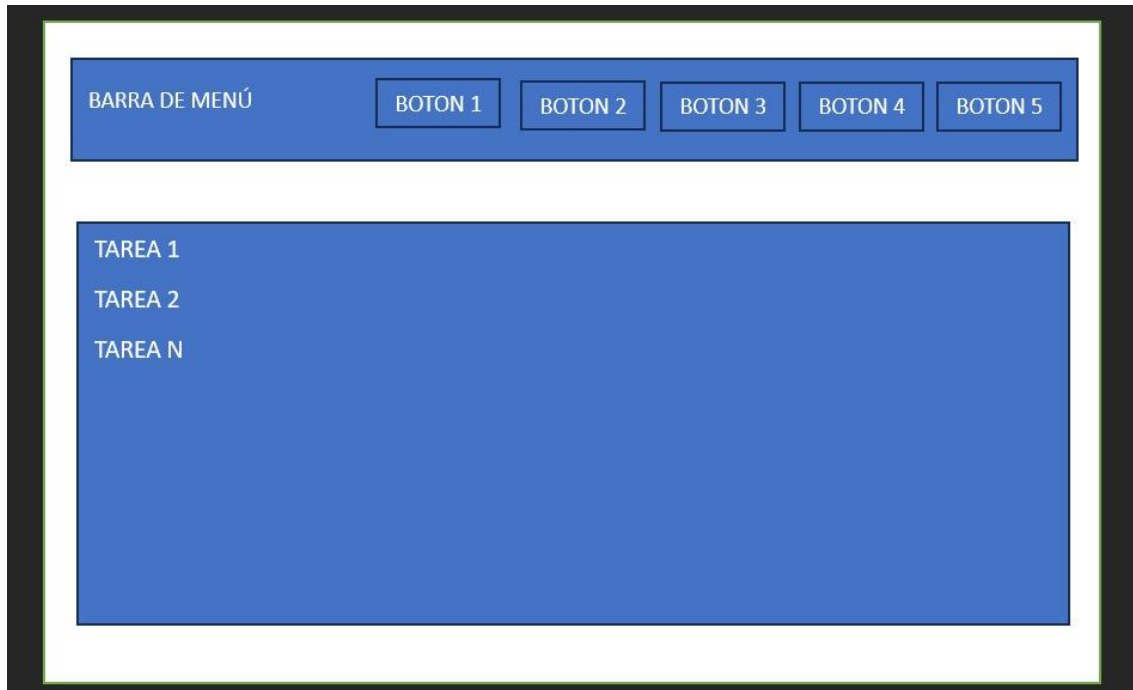 BARRA DE MENÚ
BOTON 1
BOTON 2
BOTON 3
BOTON 4
BOTON 5
TAREA 1
TAREA 2
TAREA N